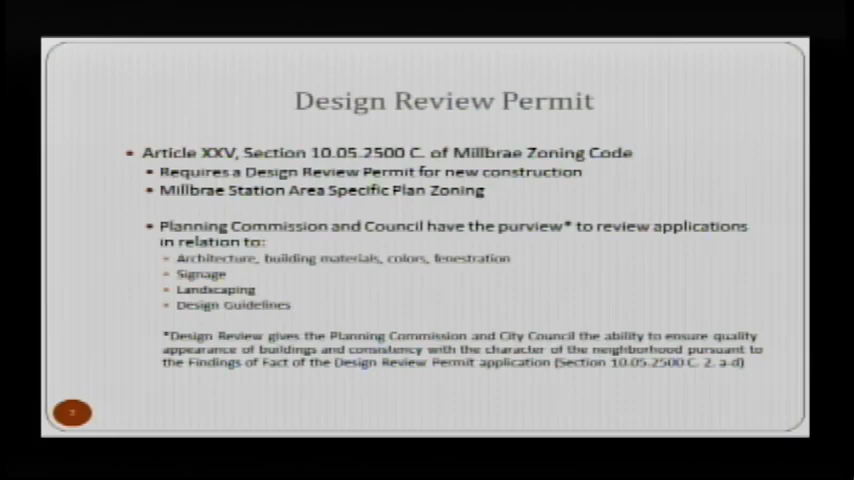 Design Review Permit
• Article XXV, Section 10.05.2500 C. of Millbrae Zoning Code
• Requires a Design Review Permit for new construction
• Millbrae Station Area Specific Plan Zoning
• Planning Commission and Council have the purview* to review applications
in relation to:
• Architecture, building materials, colors, fenestration
• Signage
• Landscaping
• Design Guidelines
*Design Review gives the Planning Commission and City Council the ability to ensure quality
appearance of buildings and consistency with the character of the neighborhood pursuant to
the Findings of Fact of the Design Review Permit application (Section 10.05.2500 C. 2. a-d)